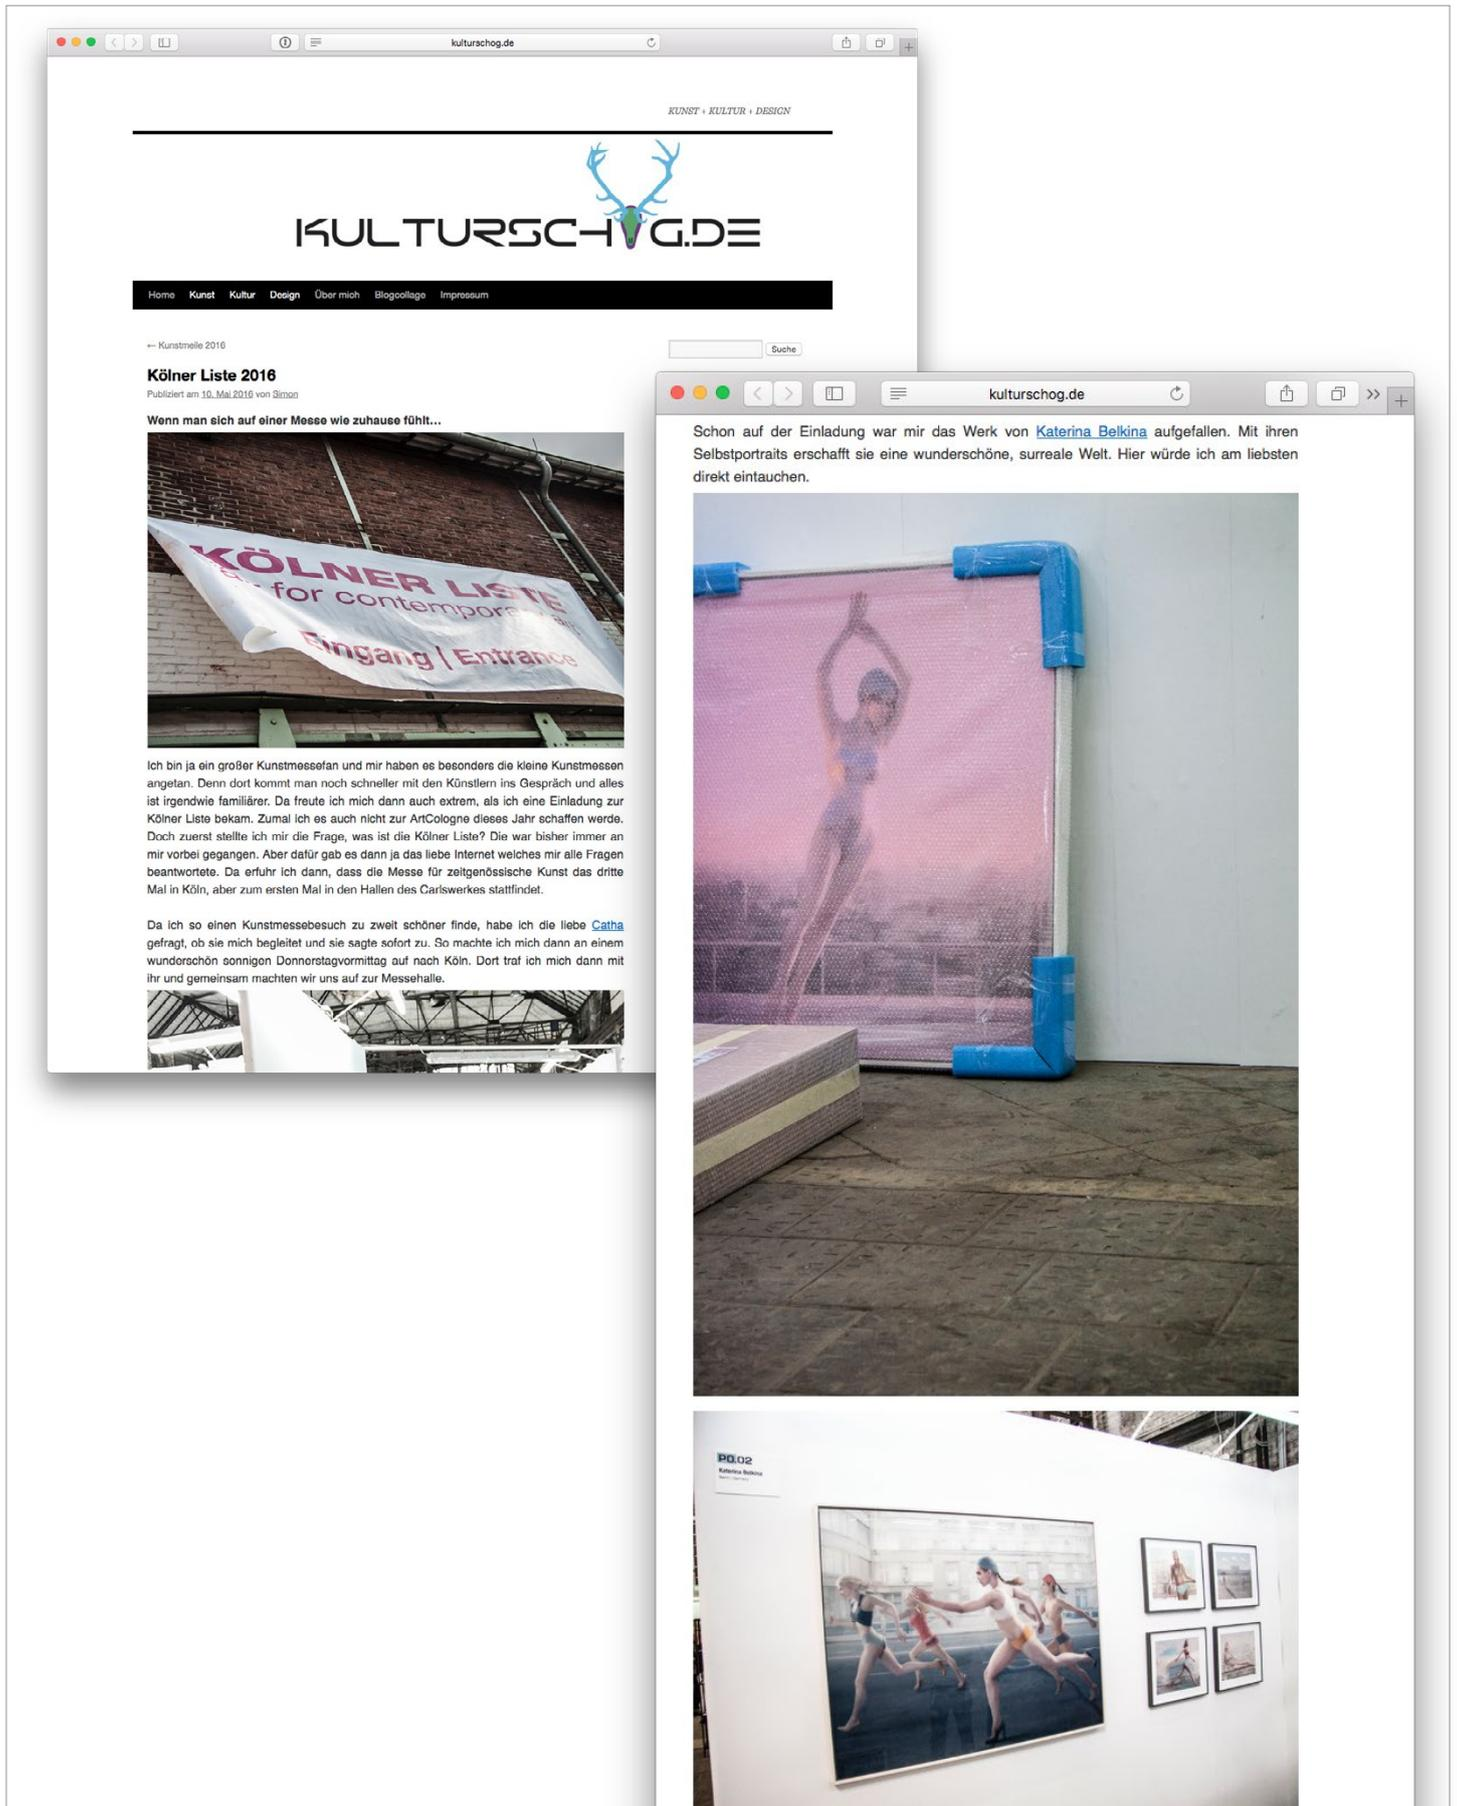 kulturschog.de
KUNST + KULTUR + DESIGN
KULTURSCHOG.DE
Home Kunst Kultur Design Über mich Blogcollage Impressum
← Kunstmeile 2016
Suche
Kölner Liste 2016
Publiziert am 10. Mai 2016 von Simon
Wenn man sich auf einer Messe wie zuhause fühlt...
KÖLNER LISTE
for contemporary
Eingang | Entrance
Ich bin ja ein großer Kunstmessefan und mir haben es besonders die kleine Kunstmessen
angetan. Denn dort kommt man noch schneller mit den Künstlern ins Gespräch und alles
ist irgendwie familiärer. Da freute ich mich dann auch extrem, als ich eine Einladung zur
Kölner Liste bekam. Zumal ich es auch nicht zur ArtCologne dieses Jahr schaffen werde.
Doch zuerst stellte ich mir die Frage, was ist die Kölner Liste? Die war bisher immer an
mir vorbei gegangen. Aber dafür gab es dann ja das liebe Internet welches mir alle Fragen
beantwortete. Da erfuhr ich dann, dass die Messe für zeitgenössische Kunst das dritte
Mal in Köln, aber zum ersten Mal in den Hallen des Carlswerkes stattfindet.
Da ich so einen Kunstmessebesuch zu zweit schöner finde, habe ich die liebe Catha
gefragt, ob sie mich begleitet und sie sagte sofort zu. So machte ich mich dann an einem
wunderschön sonnigen Donnerstagvormittag auf nach Köln. Dort traf ich mich dann mit
ihr und gemeinsam machten wir uns auf zur Messehalle.
kulturschog.de
Schon auf der Einladung war mir das Werk von Katerina Belkina aufgefallen. Mit ihren
Selbstportraits erschafft sie eine wunderschöne, surreale Welt. Hier würde ich am liebsten
direkt eintauchen.
PO.02
Katerina Belkina